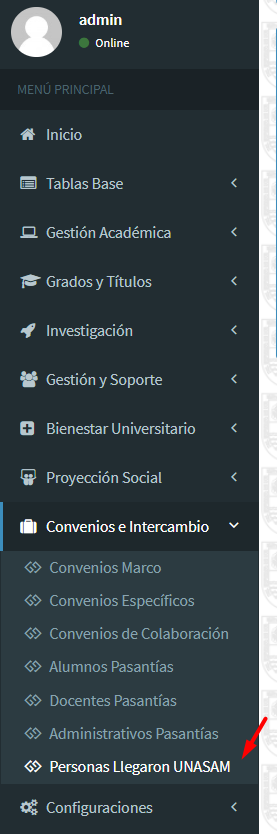 admin
Online
MENÚ PRINCIPAL
Inicio
Tablas Base
Gestión Académica
Grados y Títulos
Investigación
Gestión y Soporte
Bienestar Universitario
Proyección Social
Convenios e Intercambio
Convenios Marco
Convenios Específicos
Convenios de Colaboración
Alumnos Pasantías
Docentes Pasantías
Administrativos Pasantías
Personas Llegaron UNASAM
Configuraciones